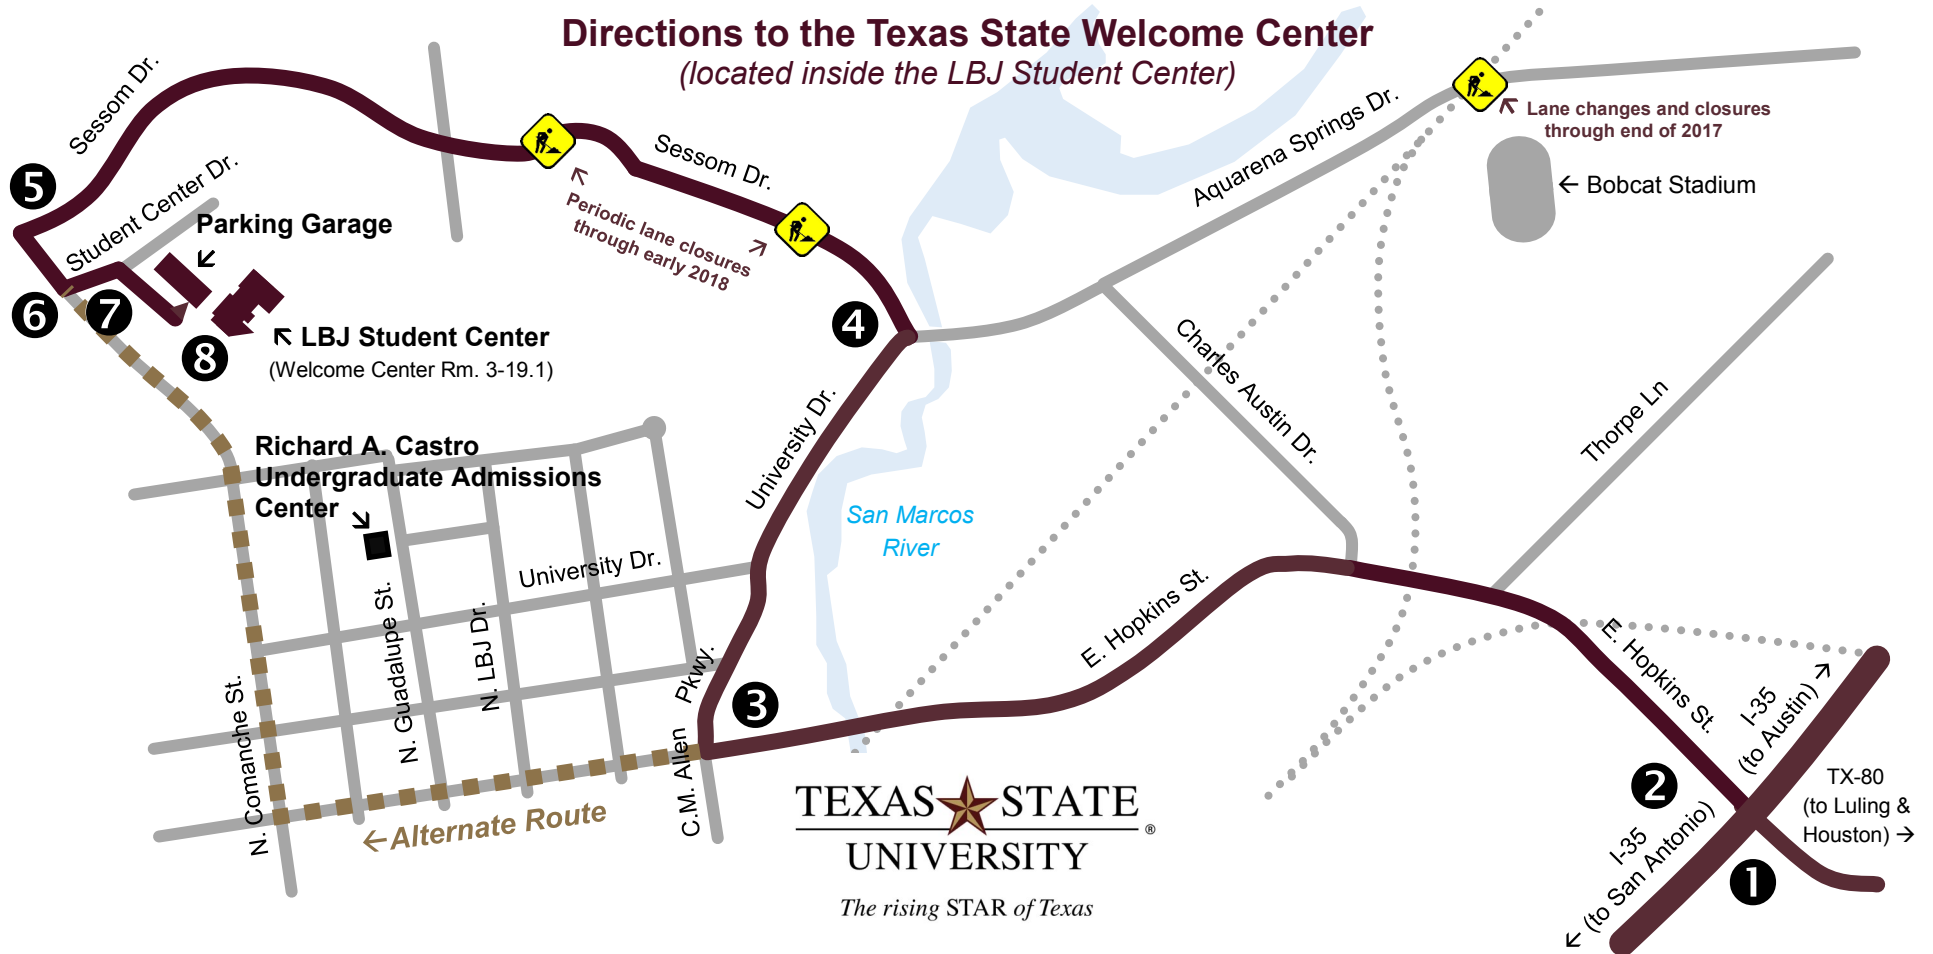 Directions to the Texas State Welcome Center
(located inside the LBJ Student Center)
Sessom Dr.
Sessom Dr.
Aquarena Springs Dr.
Lane changes and closures
through end of 2017
← Bobcat Stadium
Periodic lane closures
through early 2018
5
Student Center Dr.
Parking Garage
6
7
8
LBJ Student Center
(Welcome Center Rm. 3-19.1)
4
Charles Austin Dr.
Thorpe Ln
University Dr.
Richard A. Castro
Undergraduate Admissions
Center
San Marcos
River
University Dr.
E. Hopkins St.
E. Hopkins St.
N. Comanche St.
N. Guadalupe St.
N. LBJ Dr.
C.M. Allen Pkwy.
3
I-35
(to Austin)
2
TX-80
(to Luling &
Houston) →
I-35
← (to San Antonio)
1
←Alternate Route
TEXAS STATE
UNIVERSITY
®
The rising STAR of Texas